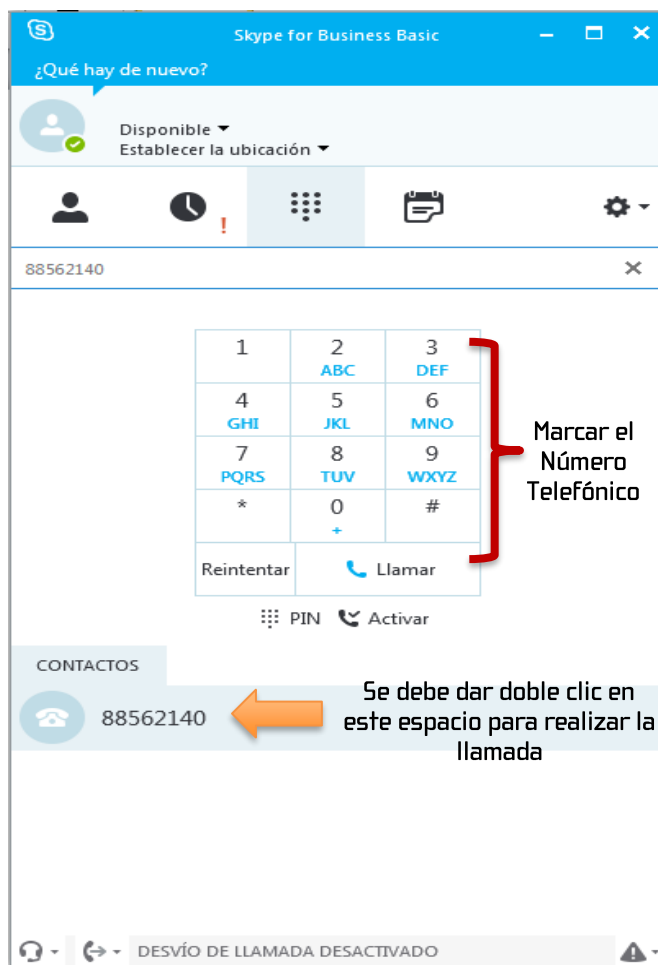 Skype for Business Basic
¿Qué hay de nuevo?
Disponible
Establecer la ubicación
!
88562140
1 2 3
ABC DEF
4 5 6
GHI JKL MNO
7 8 9
PQRS TUV WXYZ
* 0 #
+
Reintentar Llamar
PIN Activar
Marcar el
Número
Telefónico
CONTACTOS
88562140
Se debe dar doble clic en
este espacio para realizar la
llamada
DESVÍO DE LLAMADA DESACTIVADO